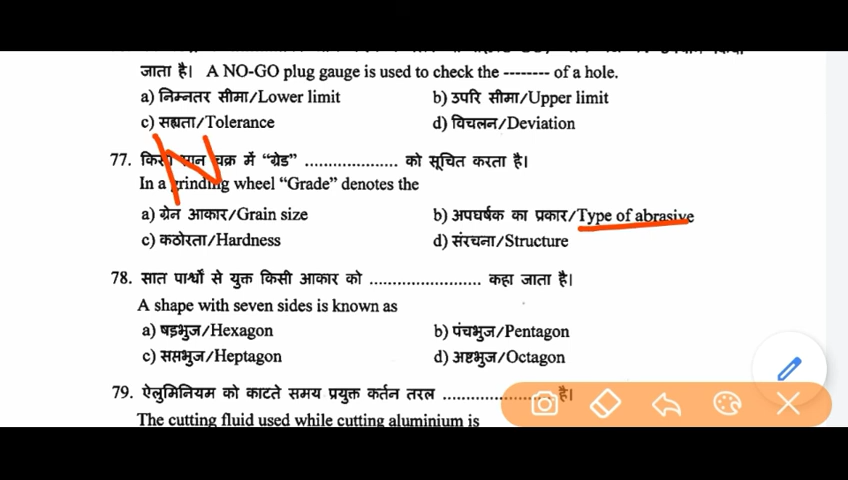 जाता है। A NO-GO plug gauge is used to check the -------- of a hole.
a) निम्नतर सीमा/Lower limit b) उपरि सीमा/Upper limit
c) सह्यता/Tolerance d) विचलन/Deviation
77. किसी सान चक्र में “ग्रेड” .................... को सूचित करता है।
In a grinding wheel “Grade” denotes the
a) ग्रेन आकार/Grain size b) अपघर्षक का प्रकार/Type of abrasive
c) कठोरता/Hardness d) संरचना/Structure
78. सात पार्श्वों से युक्त किसी आकार को ........................ कहा जाता है।
A shape with seven sides is known as
a) षड्भुज/Hexagon b) पंचभुज/Pentagon
c) सप्तभुज/Heptagon d) अष्टभुज/Octagon
79. ऐलुमिनियम को काटते समय प्रयुक्त कर्तन तरल ........................ है।
The cutting fluid used while cutting aluminium is
N